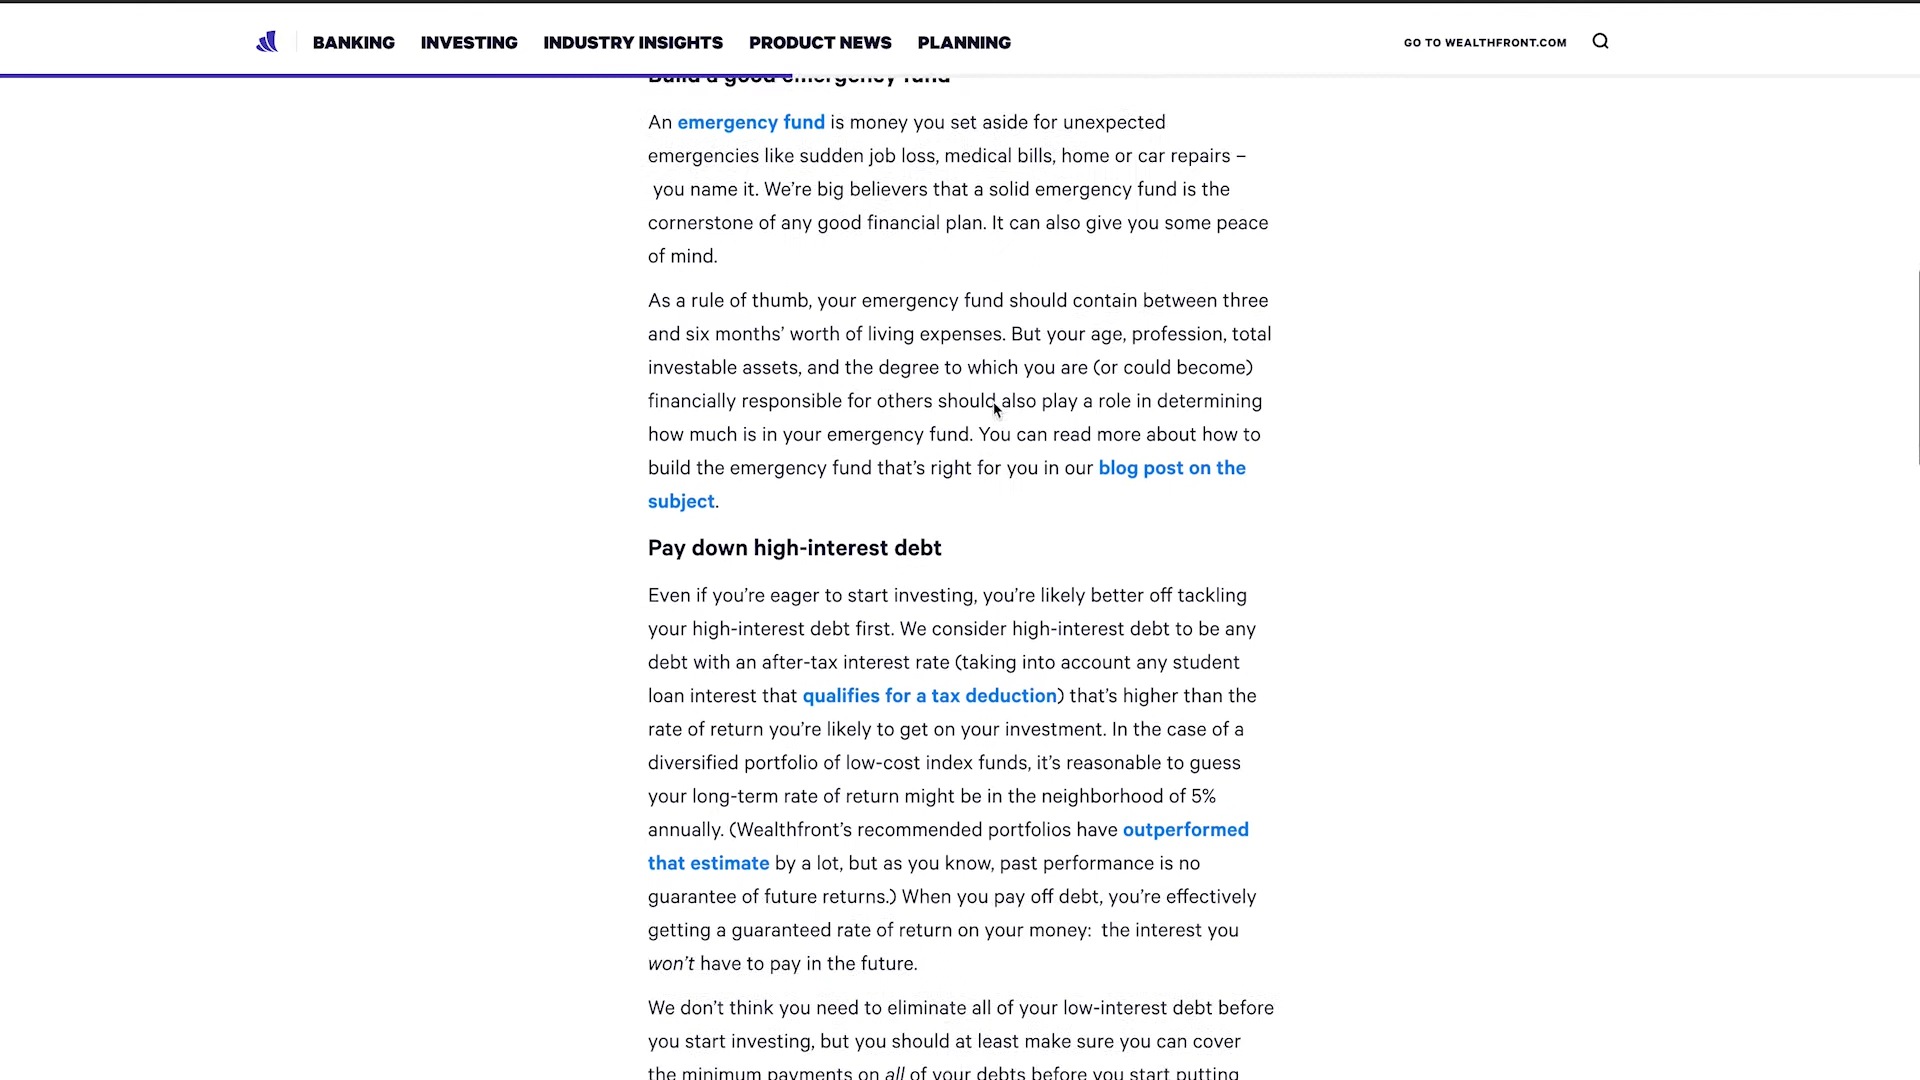 BANKING INVESTING INDUSTRY INSIGHTS PRODUCT NEWS PLANNING GO TO WEALTHFRONT.COM
Build a good emergency fund
An emergency fund is money you set aside for unexpected
emergencies like sudden job loss, medical bills, home or car repairs –
you name it. We’re big believers that a solid emergency fund is the
cornerstone of any good financial plan. It can also give you some peace
of mind.
As a rule of thumb, your emergency fund should contain between three
and six months’ worth of living expenses. But your age, profession, total
investable assets, and the degree to which you are (or could become)
financially responsible for others should also play a role in determining
how much is in your emergency fund. You can read more about how to
build the emergency fund that’s right for you in our blog post on the
subject.
Pay down high-interest debt
Even if you’re eager to start investing, you’re likely better off tackling
your high-interest debt first. We consider high-interest debt to be any
debt with an after-tax interest rate (taking into account any student
loan interest that qualifies for a tax deduction) that’s higher than the
rate of return you’re likely to get on your investment. In the case of a
diversified portfolio of low-cost index funds, it’s reasonable to guess
your long-term rate of return might be in the neighborhood of 5%
annually. (Wealthfront’s recommended portfolios have outperformed
that estimate by a lot, but as you know, past performance is no
guarantee of future returns.) When you pay off debt, you’re effectively
getting a guaranteed rate of return on your money:  the interest you
won’t have to pay in the future.
We don’t think you need to eliminate all of your low-interest debt before
you start investing, but you should at least make sure you can cover
the minimum payments on all of your debts before you start putting